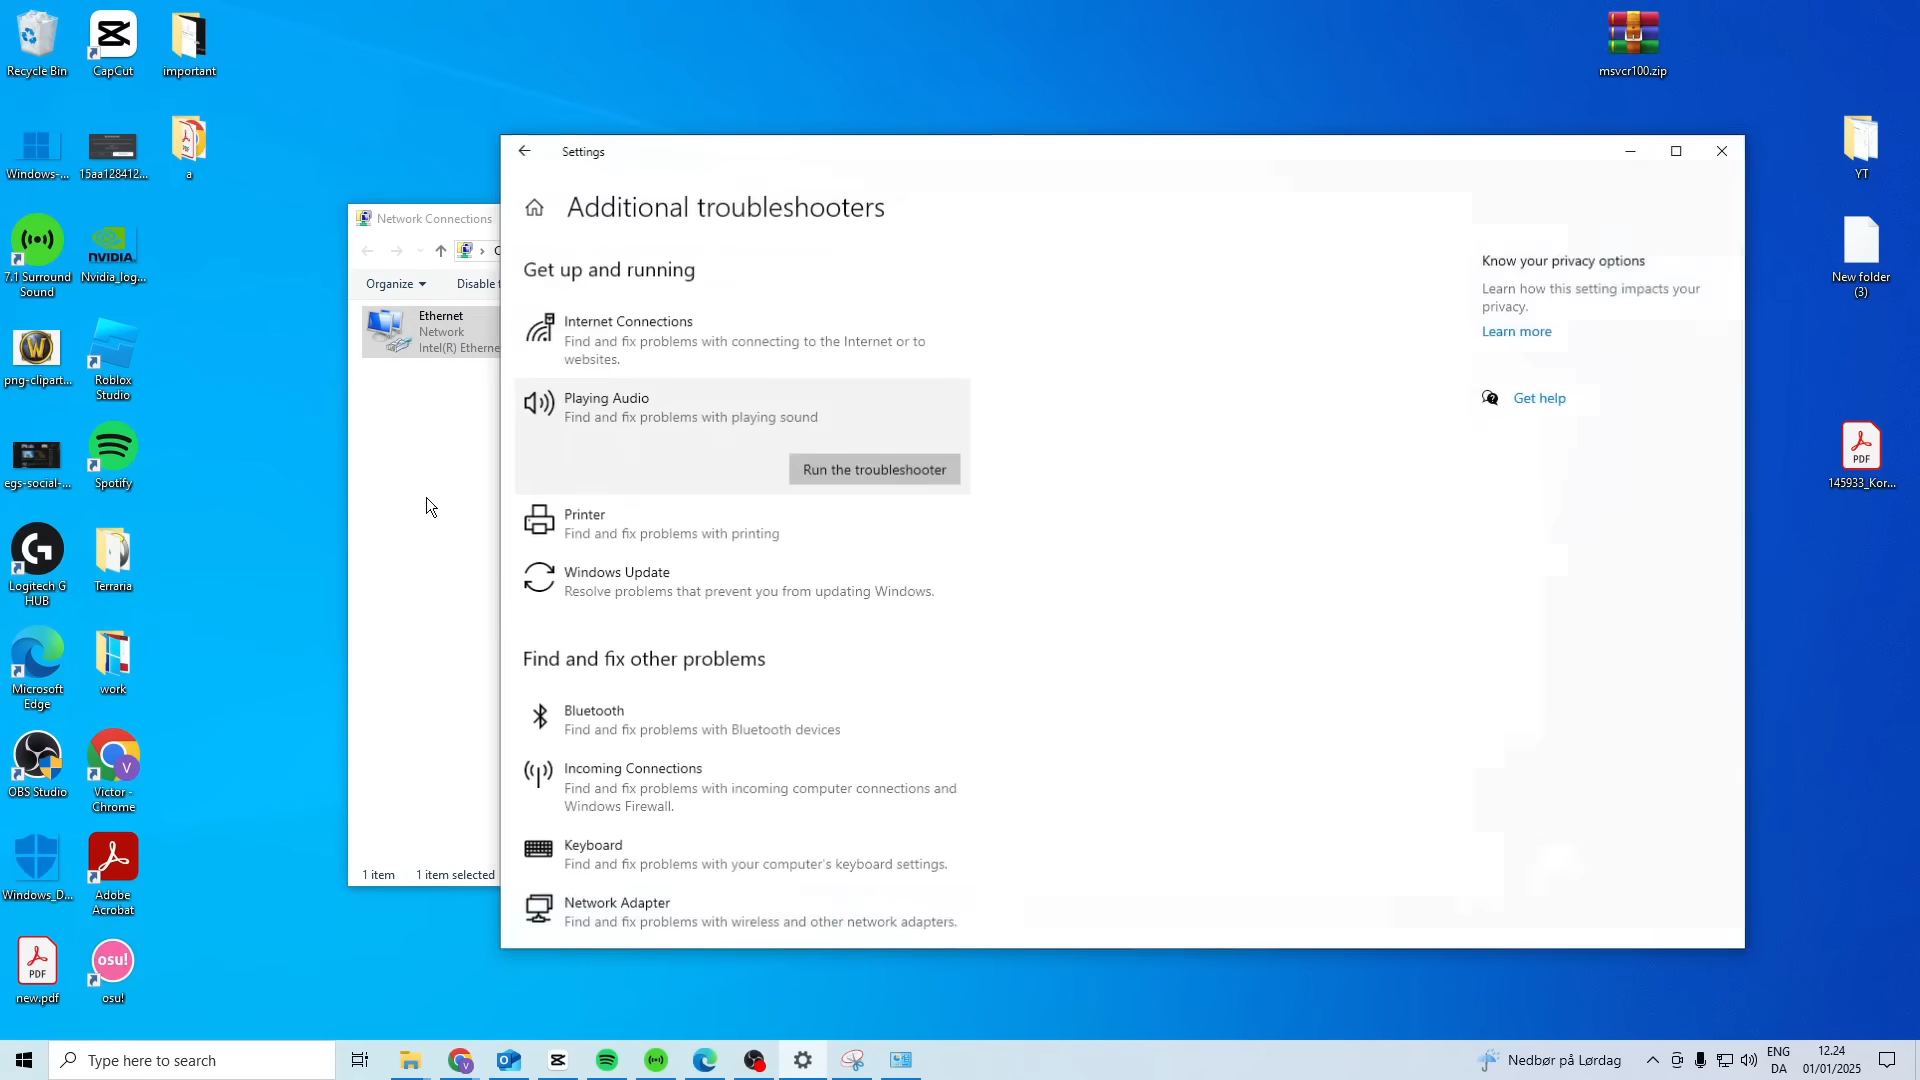 Recycle Bin
CapCut
important
msvcr100.zip
Windows-...
15aa128412...
a
YT
7.1 Surround
Sound
NVIDIA.
Nvidia_log...
New folder
(3)
png-clipart...
Roblox
Studio
egs-social-...
Spotify
PDF
145933_Kor...
Logitech G
HUB
Terraria
Microsoft
Edge
work
OBS Studio
V
Victor -
Chrome
Windows_D...
Adobe
Acrobat
PDF
new.pdf
osu!
osu!
Network Connections
Organize
Disable
Ethernet
Network
Intel(R) Etherne
1 item
1 item selected
Settings
Additional troubleshooters
Get up and running
Internet Connections
Find and fix problems with connecting to the Internet or to
websites.
Playing Audio
Find and fix problems with playing sound
Run the troubleshooter
Printer
Find and fix problems with printing
Windows Update
Resolve problems that prevent you from updating Windows.
Find and fix other problems
Bluetooth
Find and fix problems with Bluetooth devices
Incoming Connections
Find and fix problems with incoming computer connections and
Windows Firewall.
Keyboard
Find and fix problems with your computer's keyboard settings.
Network Adapter
Find and fix problems with wireless and other network adapters.
Know your privacy options
Learn how this setting impacts your
privacy.
Learn more
Get help
Type here to search
Nedbør på Lørdag
ENG
DA
12.24
01/01/2025